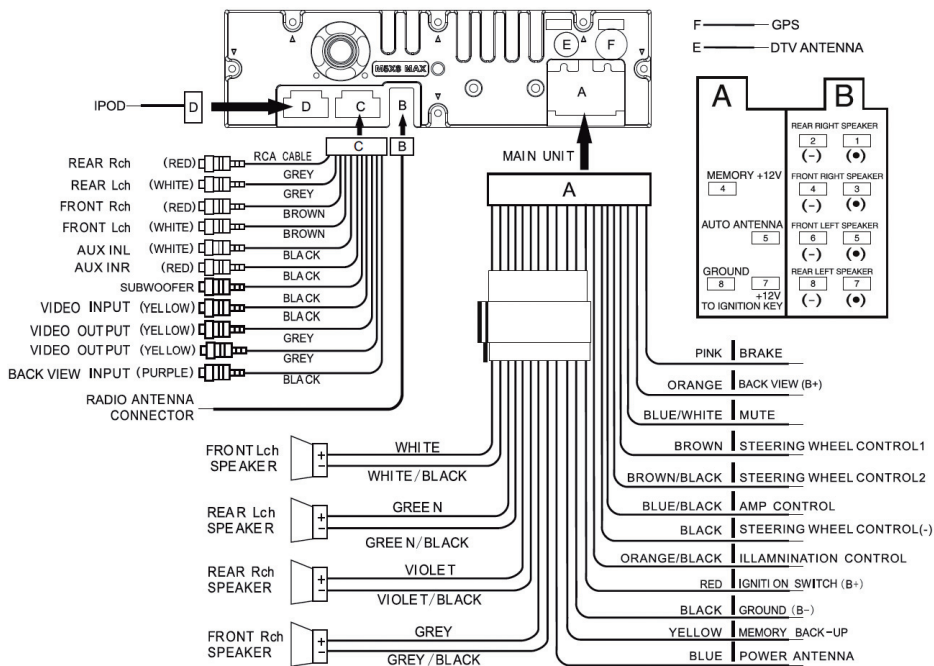 F GPS
E DTV ANTENNA
E F
M5X3 MAX
A
IPOD D D C B
C B
MAIN UNIT
A
REAR Rch (RED) RCA CABLE
REAR Lch (WHITE) GREY
FRONT Rch (RED) GREY
FRONT Lch (WHITE) BROWN
AUX INL (WHITE) BROWN
AUX INR (RED) BLACK
SUBWOOFER BLACK
VIDEO INPUT (YELLOW) BLACK
VIDEO OUTPUT (YELLOW) BLACK
VIDEO OUTPUT (YELLOW) GREY
BACK VIEW INPUT (PURPLE) GREY
BLACK
RADIO ANTENNA
CONNECTOR
A B
REAR RIGHT SPEAKER
2 1
(-) (●)
MEMORY +12V
4
FRONT RIGHT SPEAKER
4 3
(-) (●)
AUTO ANTENNA
5
FRONT LEFT SPEAKER
6 5
(-) (●)
GROUND
8 7
+12V
TO IGNITION KEY
REAR LEFT SPEAKER
8 7
(-) (●)
FRONT Lch
SPEAKER
+
-
WHITE
WHITE/BLACK
REAR Lch
SPEAKER
+
-
GREEN
GREEN/BLACK
REAR Rch
SPEAKER
+
-
VIOLET
VIOLET/BLACK
FRONT Rch
SPEAKER
+
-
GREY
GREY/BLACK
PINK BRAKE
ORANGE BACK VIEW (B+)
BLUE/WHITE MUTE
BROWN STEERING WHEEL CONTROL1
BROWN/BLACK STEERING WHEEL CONTROL2
BLUE/BLACK AMP CONTROL
BLACK STEERING WHEEL CONTROL(-)
ORANGE/BLACK ILLAMNINATION CONTROL
RED IGNITION SWITCH (B+)
BLACK GROUND (B-)
YELLOW MEMORY BACK-UP
BLUE POWER ANTENNA